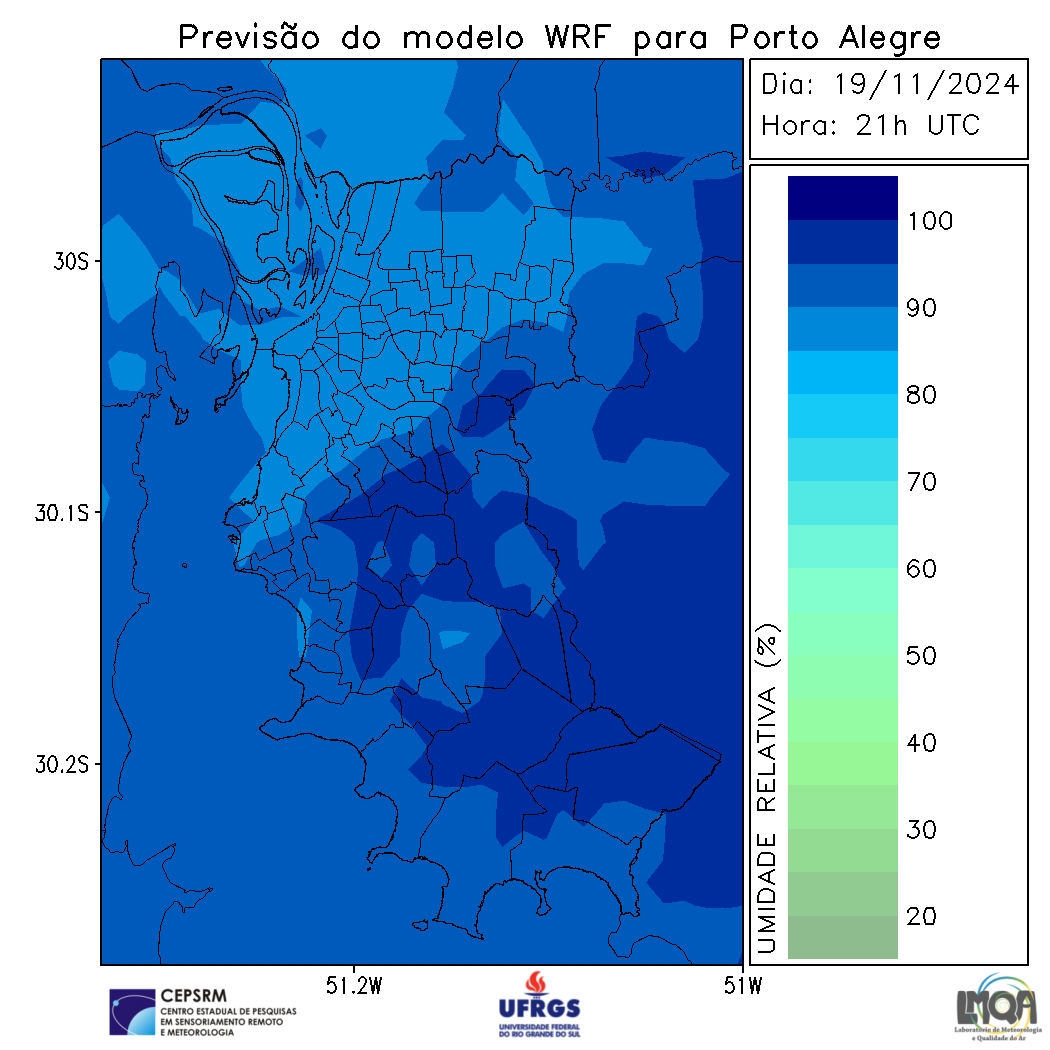 Previsão do modelo WRF para Porto Alegre
Dia: 19/11/2024
Hora: 21h UTC
100
90
80
70
60
50
40
30
20
UMIDADE RELATIVA (%)
30S
30.1S
30.2S
51.2W
51W
CEPSRM
CENTRO ESTADUAL DE PESQUISAS
EM SENSORIAMENTO REMOTO
E METEOROLOGIA
UFRGS
UNIVERSIDADE FEDERAL
DO RIO GRANDE DO SUL
LMQA
Laboratório de Meteorologia
e Qualidade do Ar